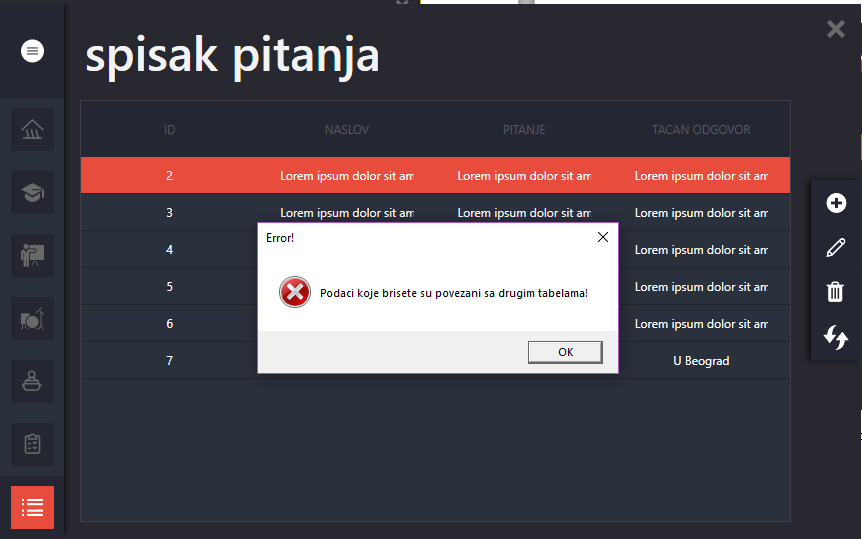 spisak pitanja
ID NASLOV PITANJE TACAN ODGOVOR
2 Lorem ipsum dolor sit am Lorem ipsum dolor sit am Lorem ipsum dolor sit am
3 Lorem ipsum dolor sit am Lorem ipsum dolor sit am Lorem ipsum dolor sit am
Error!
4 Lorem ipsum dolor sit am
5 Lorem ipsum dolor sit am
Podaci koje brisete su povezani sa drugim tabelama!
6 Lorem ipsum dolor sit am
OK
7 U Beograd